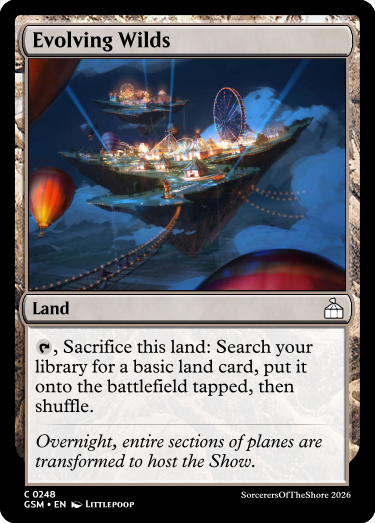 Evolving Wilds
Land
, Sacrifice this land: Search your
library for a basic land card, put it
onto the battlefield tapped, then
shuffle.
Overnight, entire sections of planes are
transformed to host the Show.
C 0248
GSM • EN Littlepoop
SorcerersOfTheShore 2026